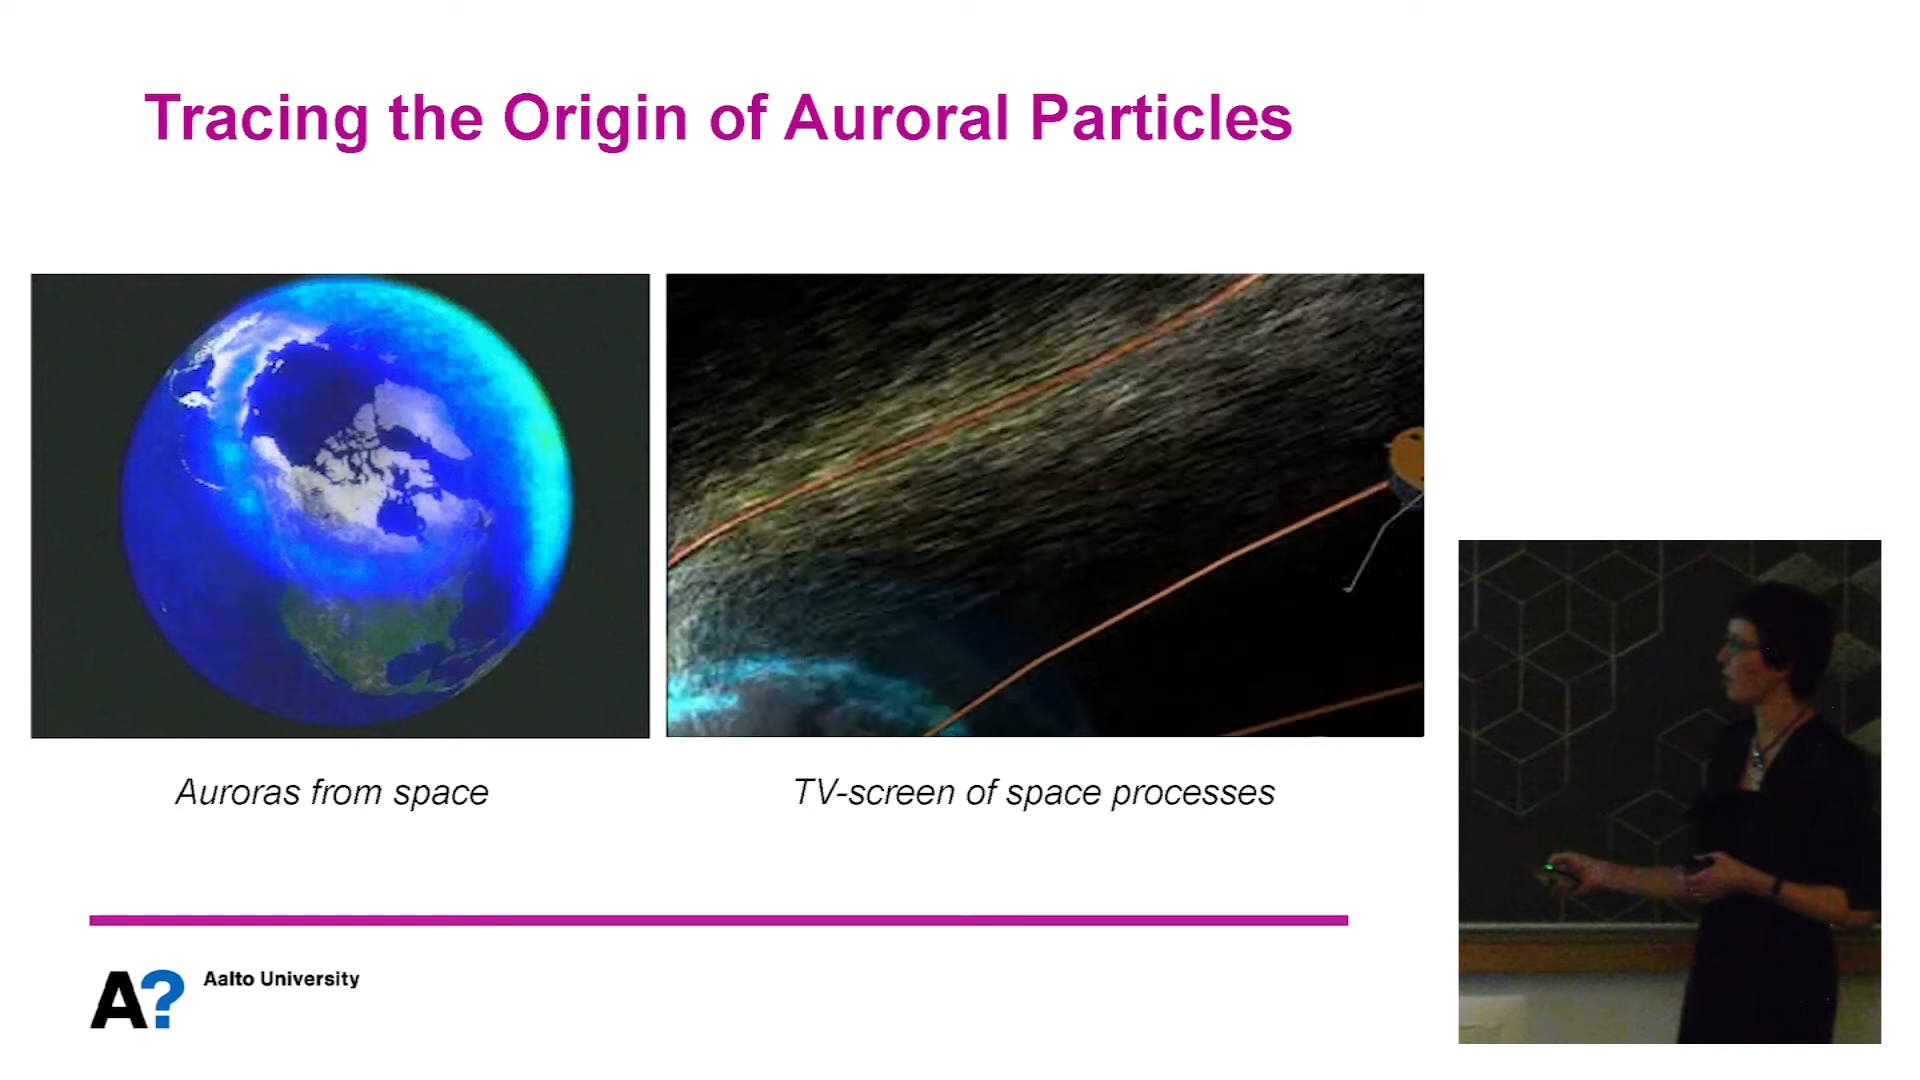 Tracing the Origin of Auroral Particles
Auroras from space
TV-screen of space processes
A?
Aalto University